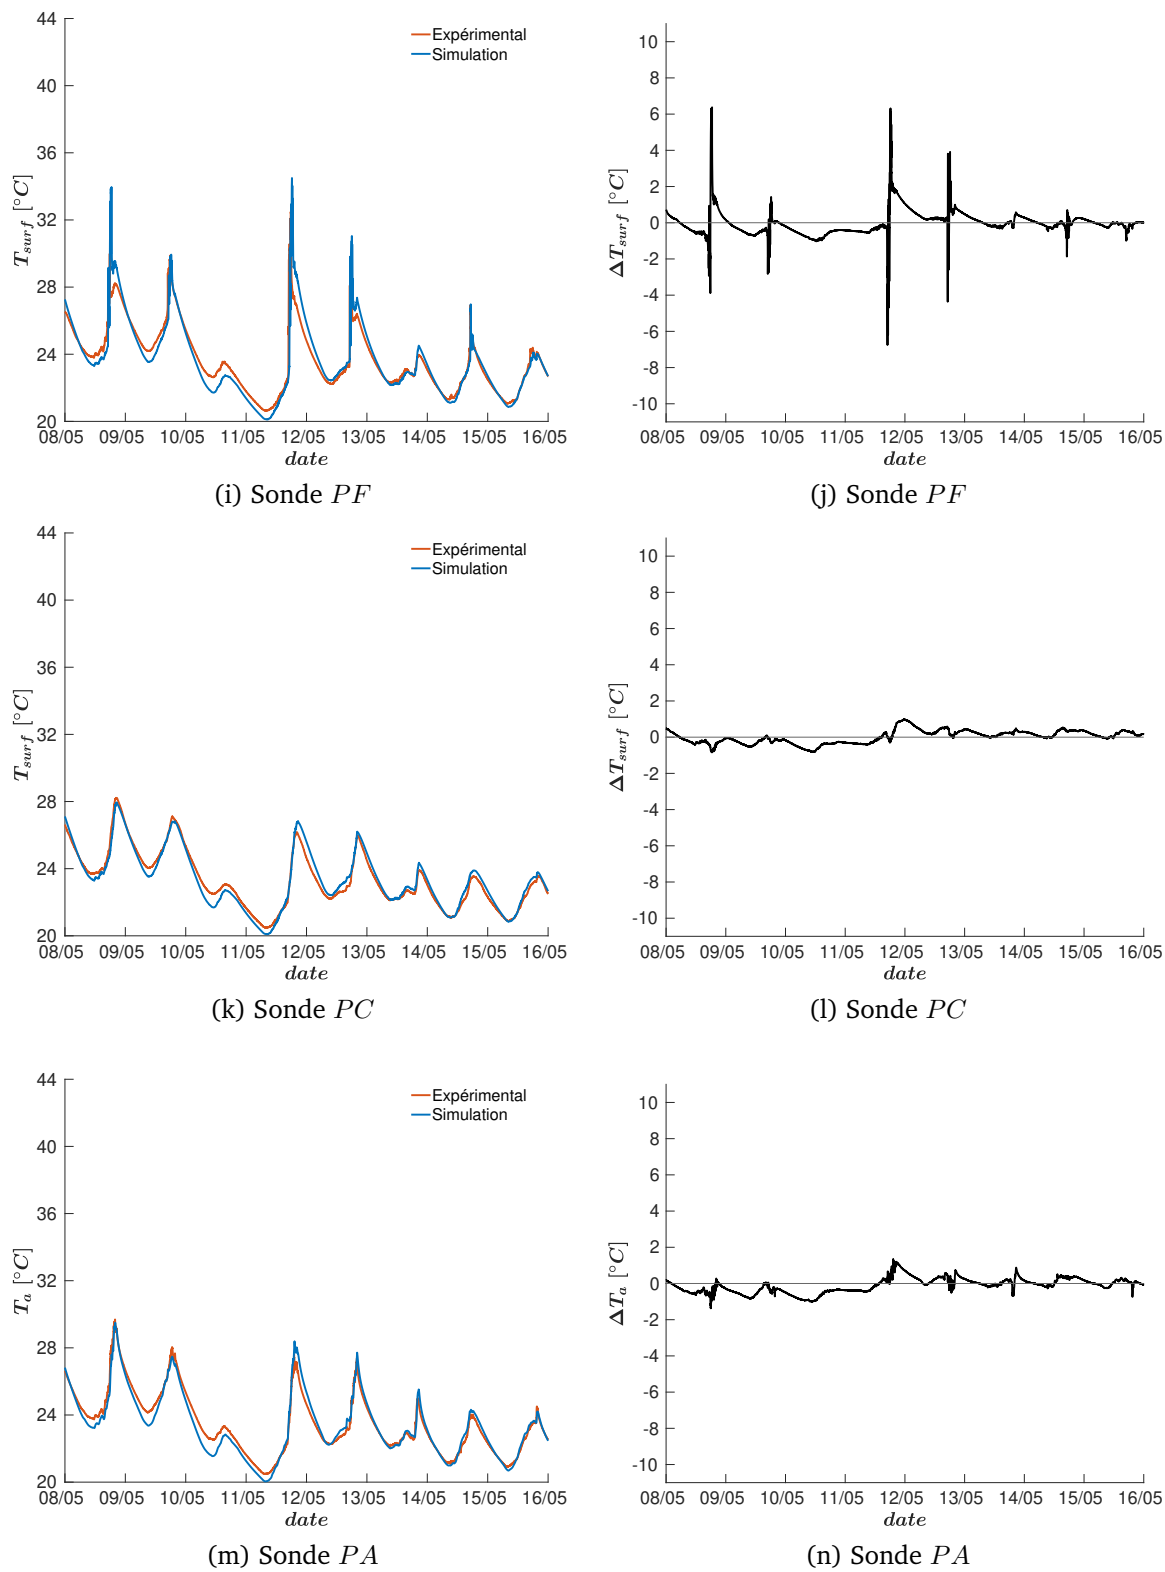 44
40
36
32
28
24
20
T_surf [°C]
Expérimental
Simulation
08/05 09/05 10/05 11/05 12/05 13/05 14/05 15/05 16/05
date
(i) Sonde PF
10
8
6
4
2
0
-2
-4
-6
-8
-10
ΔT_surf [°C]
08/05 09/05 10/05 11/05 12/05 13/05 14/05 15/05 16/05
date
(j) Sonde PF
44
40
36
32
28
24
20
T_surf [°C]
Expérimental
Simulation
08/05 09/05 10/05 11/05 12/05 13/05 14/05 15/05 16/05
date
(k) Sonde PC
10
8
6
4
2
0
-2
-4
-6
-8
-10
ΔT_surf [°C]
08/05 09/05 10/05 11/05 12/05 13/05 14/05 15/05 16/05
date
(l) Sonde PC
44
40
36
32
28
24
20
T_a [°C]
Expérimental
Simulation
08/05 09/05 10/05 11/05 12/05 13/05 14/05 15/05 16/05
date
(m) Sonde PA
10
8
6
4
2
0
-2
-4
-6
-8
-10
ΔT_a [°C]
08/05 09/05 10/05 11/05 12/05 13/05 14/05 15/05 16/05
date
(n) Sonde PA